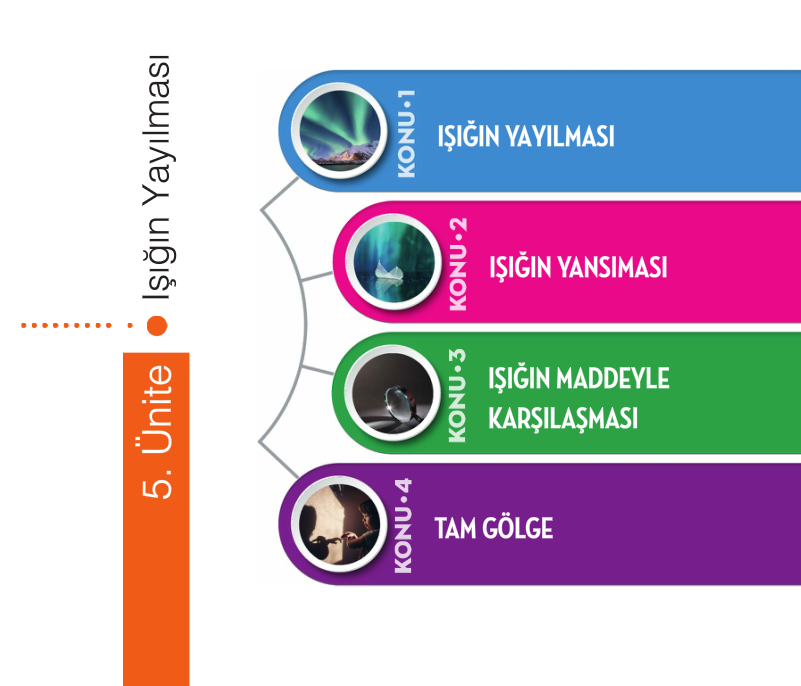 5. Ünite
Işığın Yayılması
KONU•1
IŞIĞIN YAYILMASI
KONU•2
IŞIĞIN YANSIMASI
KONU•3
IŞIĞIN MADDEYLE
KARŞILAŞMASI
KONU•4
TAM GÖLGE